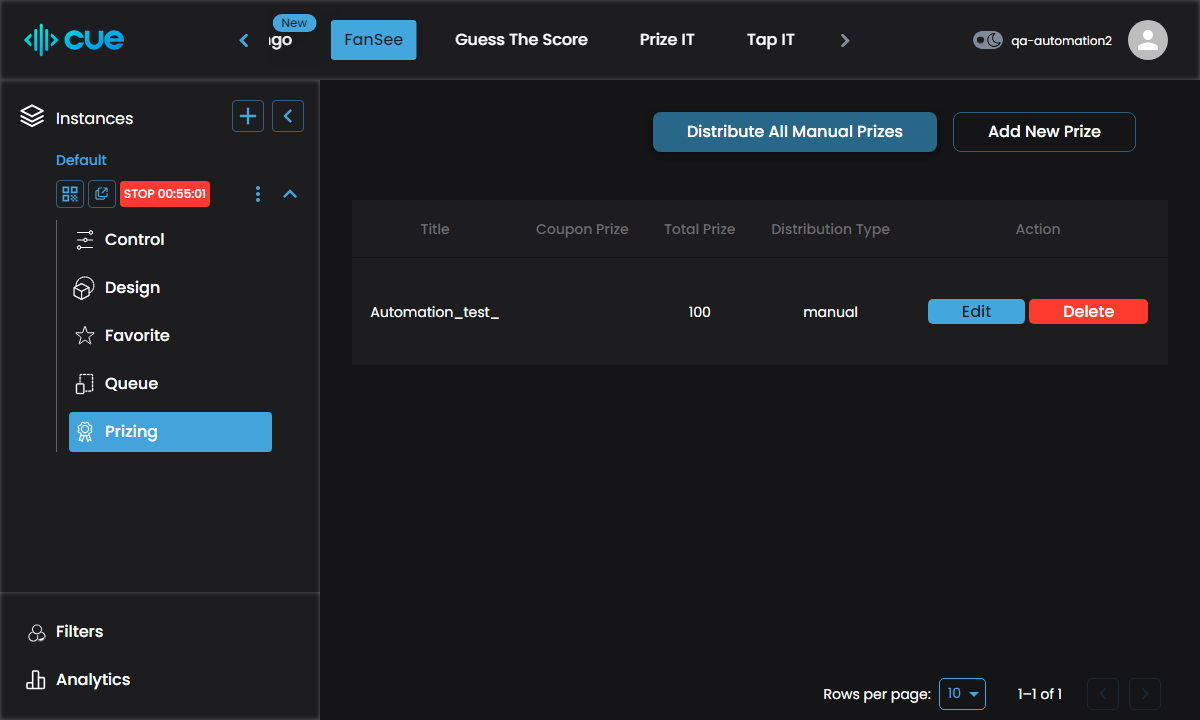 cue
New
ngo
FanSee
Guess The Score
Prize IT
Tap IT
qa-automation2
Instances
Default
STOP 00:55:01
Control
Design
Favorite
Queue
Prizing
Filters
Analytics
Distribute All Manual Prizes
Add New Prize
Title Coupon Prize Total Prize Distribution Type Action
Automation_test_ 100 manual Edit Delete
Rows per page: 10 1–1 of 1